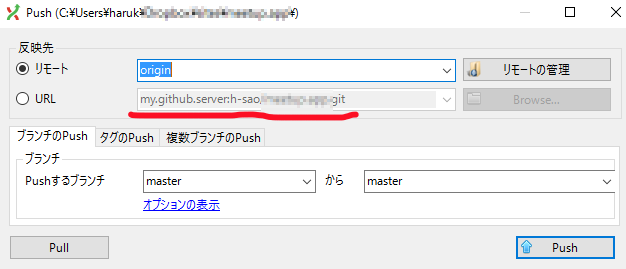 Push (C:¥Users¥haruk¥
反映先
リモート
origin
リモートの管理
URL
my.github.server:h-sao git
Browse...
ブランチのPush タグのPush 複数ブランチのPush
ブランチ
Pushするブランチ master から master
オプションの表示
Pull Push